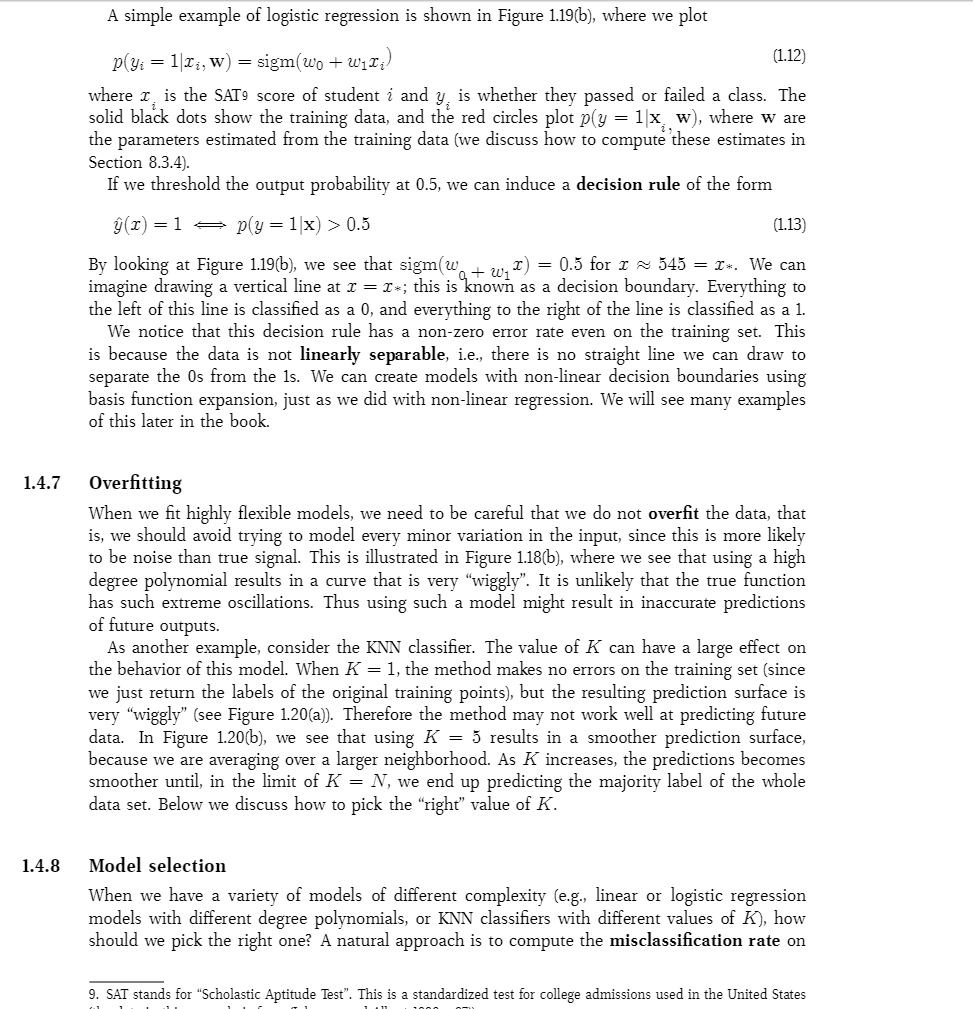 A simple example of logistic regression is shown in Figure 1.19(b), where we plot
p(yᵢ = 1|xᵢ, w) = sigm(w₀ + w₁xᵢ) (1.12)
where xᵢ is the SAT⁹ score of student i and yᵢ is whether they passed or failed a class. The
solid black dots show the training data, and the red circles plot p(y = 1|xᵢ, w), where w are
the parameters estimated from the training data (we discuss how to compute these estimates in
Section 8.3.4).
If we threshold the output probability at 0.5, we can induce a decision rule of the form
ŷ(x) = 1 ⟺ p(y = 1|x) > 0.5 (1.13)
By looking at Figure 1.19(b), we see that sigm(w₀ + w₁x) = 0.5 for x ≈ 545 = x*. We can
imagine drawing a vertical line at x = x*; this is known as a decision boundary. Everything to
the left of this line is classified as a 0, and everything to the right of the line is classified as a 1.
We notice that this decision rule has a non-zero error rate even on the training set. This
is because the data is not linearly separable, i.e., there is no straight line we can draw to
separate the 0s from the 1s. We can create models with non-linear decision boundaries using
basis function expansion, just as we did with non-linear regression. We will see many examples
of this later in the book.
1.4.7 Overfitting
When we fit highly flexible models, we need to be careful that we do not overfit the data, that
is, we should avoid trying to model every minor variation in the input, since this is more likely
to be noise than true signal. This is illustrated in Figure 1.18(b), where we see that using a high
degree polynomial results in a curve that is very “wiggly”. It is unlikely that the true function
has such extreme oscillations. Thus using such a model might result in inaccurate predictions
of future outputs.
As another example, consider the KNN classifier. The value of K can have a large effect on
the behavior of this model. When K = 1, the method makes no errors on the training set (since
we just return the labels of the original training points), but the resulting prediction surface is
very “wiggly” (see Figure 1.20(a)). Therefore the method may not work well at predicting future
data. In Figure 1.20(b), we see that using K = 5 results in a smoother prediction surface,
because we are averaging over a larger neighborhood. As K increases, the predictions becomes
smoother until, in the limit of K = N, we end up predicting the majority label of the whole
data set. Below we discuss how to pick the “right” value of K.
1.4.8 Model selection
When we have a variety of models of different complexity (e.g., linear or logistic regression
models with different degree polynomials, or KNN classifiers with different values of K), how
should we pick the right one? A natural approach is to compute the misclassification rate on
9. SAT stands for “Scholastic Aptitude Test”. This is a standardized test for college admissions used in the United States